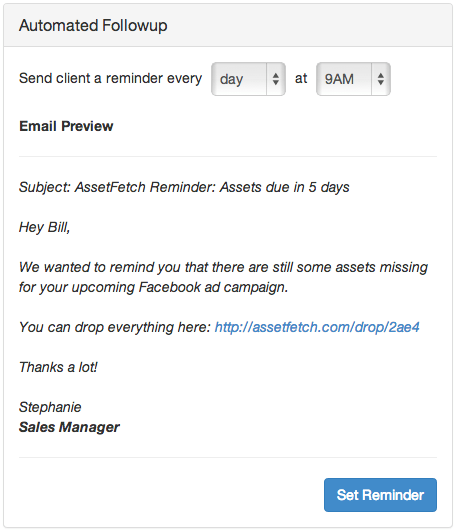 Automated Followup
Send client a reminder every day at 9AM
Email Preview
Subject: AssetFetch Reminder: Assets due in 5 days
Hey Bill,
We wanted to remind you that there are still some assets missing
for your upcoming Facebook ad campaign.
You can drop everything here: http://assetfetch.com/drop/2ae4
Thanks a lot!
Stephanie
Sales Manager
Set Reminder